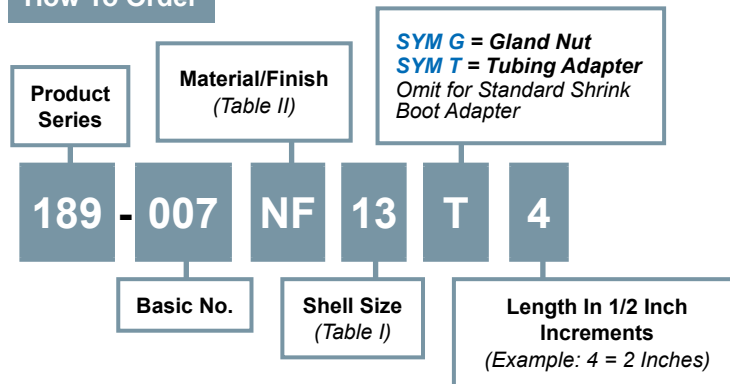 How To Order
SYM G = Gland Nut
SYM T = Tubing Adapter
Omit for Standard Shrink
Boot Adapter
Material/Finish
(Table II)
Product
Series
189 - 007 NF 13 T 4
Basic No.
Shell Size
(Table I)
Length In 1/2 Inch
Increments
(Example: 4 = 2 Inches)